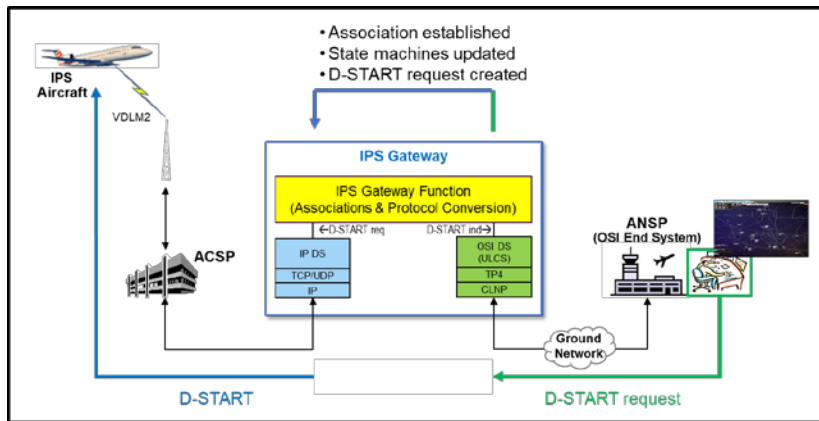 • Association established
• State machines updated
• D-START request created
IPS
Aircraft
VDLM2
IPS Gateway
IPS Gateway Function
(Associations & Protocol Conversion)
←D-START req
D-START ind→
ANSP
(OSI End System)
ACSP
IP DS
TCP/UDP
IP
OSI DS
(ULCS)
TP4
CLNP
Ground
Network
D-START
D-START request